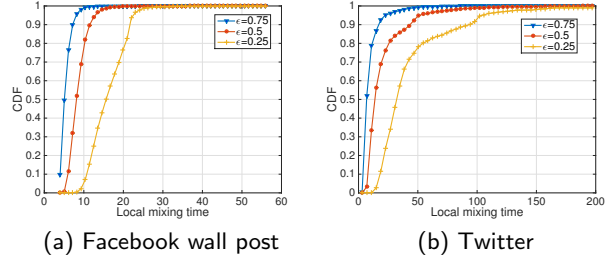 1
0.9
0.8
0.7
0.6
0.5
0.4
0.3
0.2
0.1
0
CDF
ϵ=0.75
ϵ=0.5
ϵ=0.25
0 10 20 30 40 50 60
Local mixing time
(a) Facebook wall post
1
0.9
0.8
0.7
0.6
0.5
0.4
0.3
0.2
0.1
0
CDF
ϵ=0.75
ϵ=0.5
ϵ=0.25
0 50 100 150 200
Local mixing time
(b) Twitter